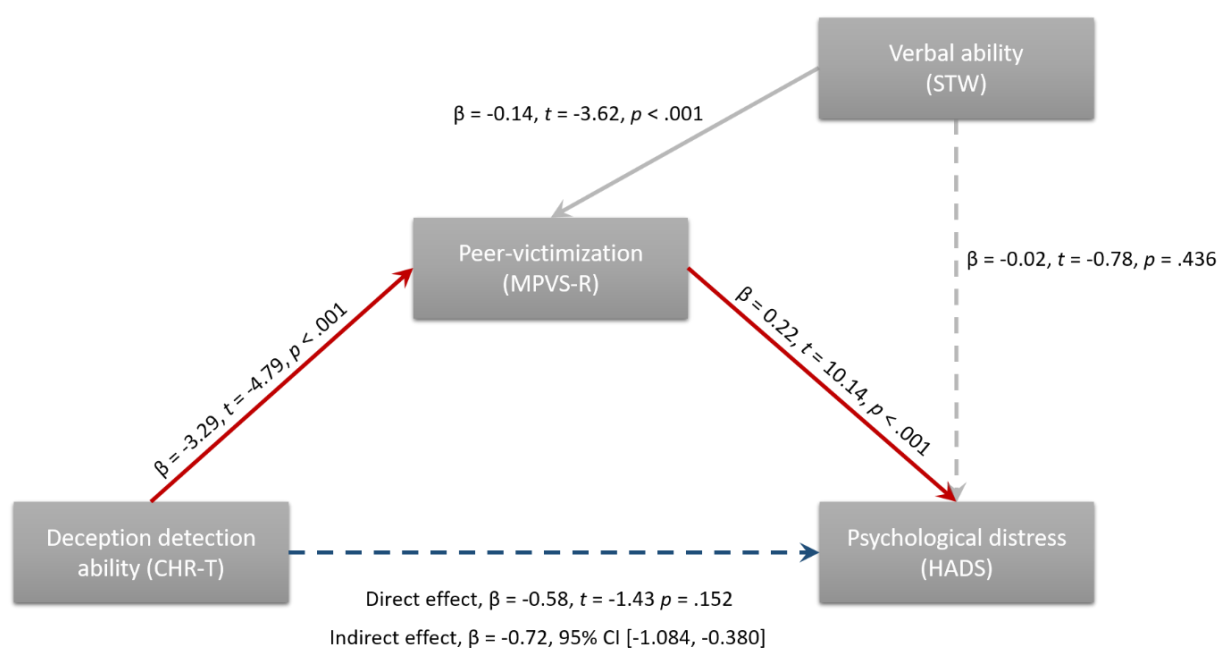 Verbal ability
(STW)
β = -0.14, t = -3.62, p < .001
Peer-victimization
(MPVS-R)
β = -0.02, t = -0.78, p = .436
β = -3.29, t = -4.79, p < .001
β = 0.22, t = 10.14, p < .001
Deception detection
ability (CHR-T)
Psychological distress
(HADS)
Direct effect, β = -0.58, t = -1.43 p = .152
Indirect effect, β = -0.72, 95% CI [-1.084, -0.380]